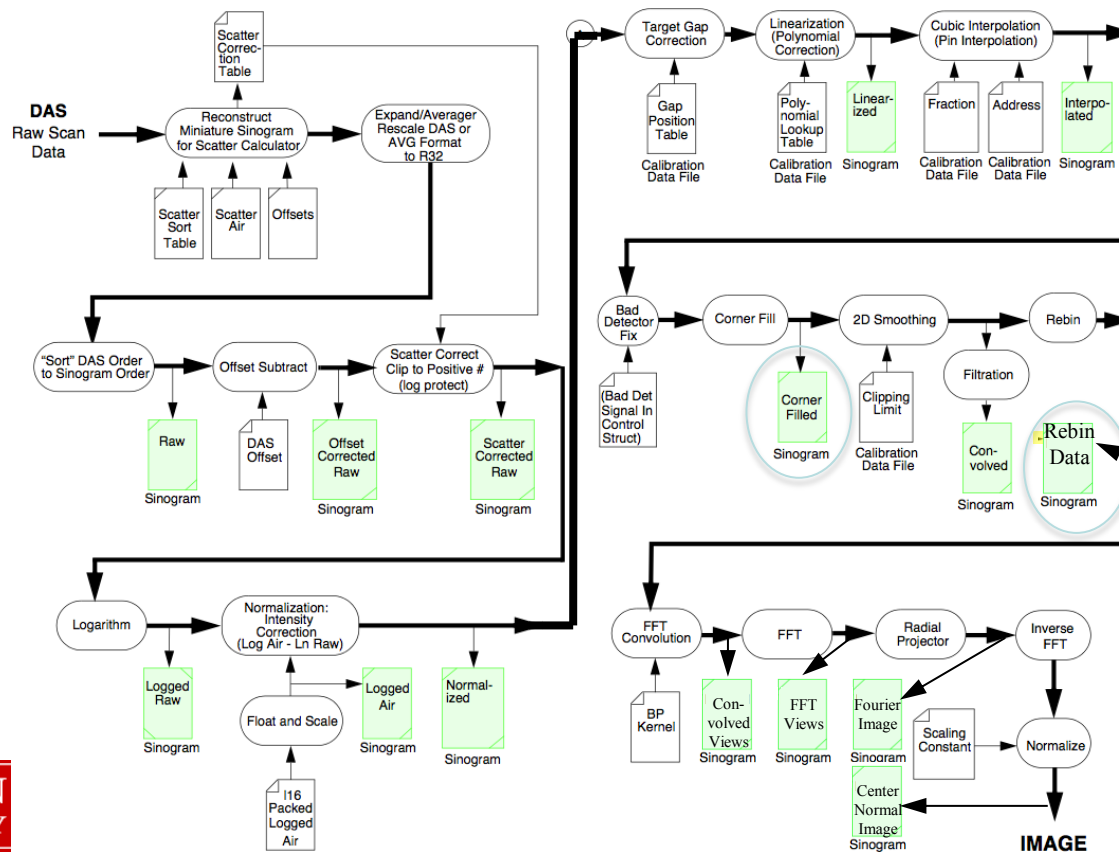 Scatter
Correc-
tion
Table
DAS
Raw Scan
Data
Reconstruct
Miniature Sinogram
for Scatter Calculator
Expand/Averager
Rescale DAS or
AVG Format
to R32
Scatter
Sort
Table
Scatter
Air
Offsets
"Sort" DAS Order
to Sinogram Order
Offset Subtract
Scatter Correct
Clip to Positive #
(log protect)
Raw
Sinogram
DAS
Offset
Offset
Corrected
Raw
Sinogram
Scatter
Corrected
Raw
Sinogram
Logarithm
Normalization:
Intensity
Correction
(Log Air - Ln Raw)
Logged
Raw
Sinogram
Float and Scale
Logged
Air
Sinogram
Normal-
ized
Sinogram
I16
Packed
Logged
Air
Target Gap
Correction
Linearization
(Polynomial
Correction)
Cubic Interpolation
(Pin Interpolation)
Gap
Position
Table
Calibration
Data File
Poly-
nomial
Lookup
Table
Calibration
Data File
Linear-
ized
Sinogram
Fraction
Calibration
Data File
Address
Calibration
Data File
Interpo-
lated
Sinogram
Bad
Detector
Fix
Corner Fill
2D Smoothing
Rebin
(Bad Det
Signal In
Control
Struct)
Corner
Filled
Sinogram
Clipping
Limit
Calibration
Data File
Filtration
Con-
volved
Sinogram
Rebin
Data
Sinogram
FFT
Convolution
FFT
Radial
Projector
Inverse
FFT
BP
Kernel
Con-
volved
Views
Sinogram
FFT
Views
Sinogram
Fourier
Image
Sinogram
Scaling
Constant
Normalize
Center
Normal
Image
Sinogram
IMAGE
N
Y